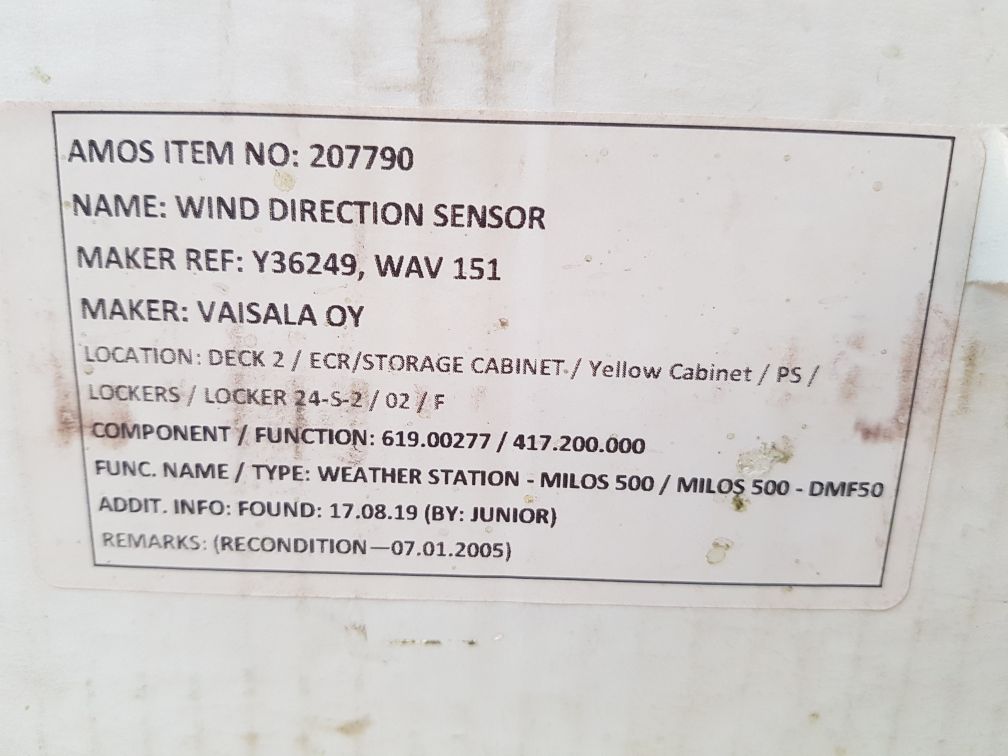 AMOS ITEM NO: 207790
NAME: WIND DIRECTION SENSOR
MAKER REF: Y36249, WAV 151
MAKER: VAISALA OY
LOCATION: DECK 2 / ECR/STORAGE CABINET / Yellow Cabinet / PS /
LOCKERS / LOCKER 24-S-2 / 02 / F
COMPONENT / FUNCTION: 619.00277 / 417.200.000
FUNC. NAME / TYPE: WEATHER STATION - MILOS 500 / MILOS 500 - DMF50
ADDIT. INFO: FOUND: 17.08.19 (BY: JUNIOR)
REMARKS: (RECONDITION—07.01.2005)